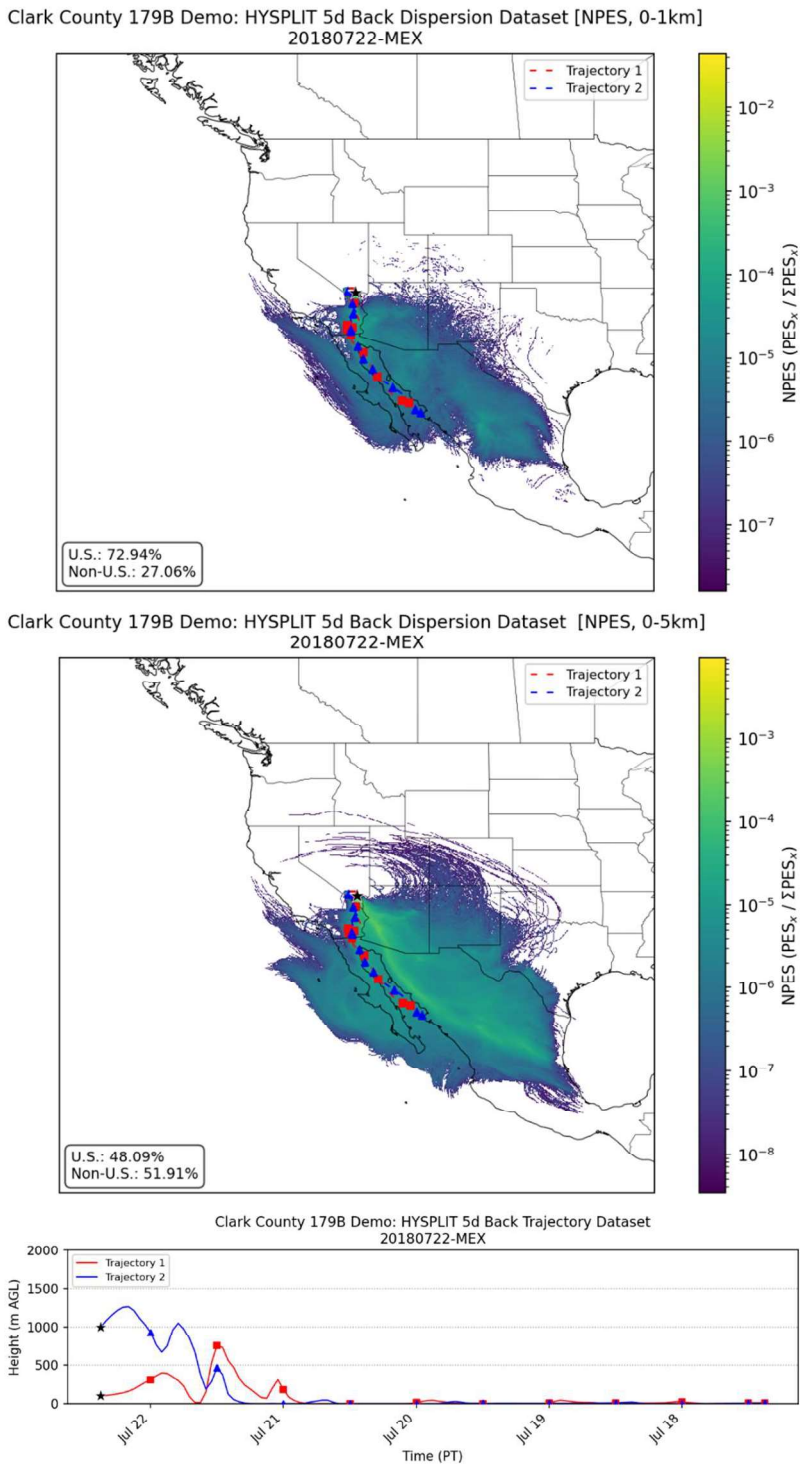 Clark County 179B Demo: HYSPLIT 5d Back Dispersion Dataset [NPES, 0-1km]
20180722-MEX
Trajectory 1
Trajectory 2
10⁻²
10⁻³
10⁻⁴
10⁻⁵
10⁻⁶
10⁻⁷
NPES (PESₓ / ΣPESₓ)
U.S.: 72.94%
Non-U.S.: 27.06%
Clark County 179B Demo: HYSPLIT 5d Back Dispersion Dataset [NPES, 0-5km]
20180722-MEX
Trajectory 1
Trajectory 2
10⁻³
10⁻⁴
10⁻⁵
10⁻⁶
10⁻⁷
10⁻⁸
NPES (PESₓ / ΣPESₓ)
U.S.: 48.09%
Non-U.S.: 51.91%
Clark County 179B Demo: HYSPLIT 5d Back Trajectory Dataset
20180722-MEX
Trajectory 1
Trajectory 2
2000
1500
1000
500
0
Height (m AGL)
Jul 22
Jul 21
Jul 20
Jul 19
Jul 18
Time (PT)